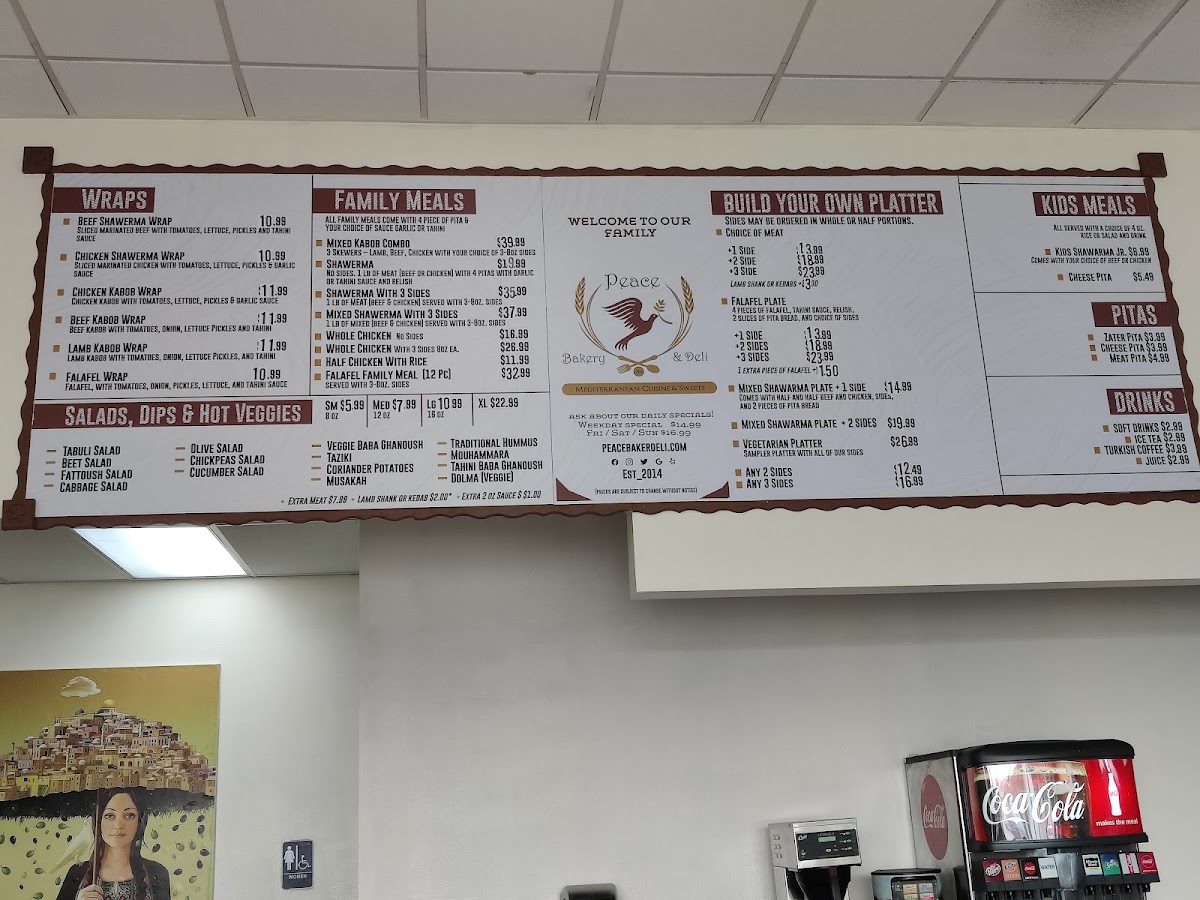 WRAPS
BEEF SHAWERMA WRAP 10.99
SLICED MARINATED BEEF WITH TOMATOES, LETTUCE, PICKLES AND TAHINI
SAUCE
CHICKEN SHAWERMA WRAP 10.99
SLICED MARINATED CHICKEN WITH TOMATOES, LETTUCE, PICKLES & GARLIC
SAUCE
CHICKEN KABOB WRAP $11.99
CHICKEN KABOB WITH TOMATOES, LETTUCE, PICKLES & GARLIC SAUCE
BEEF KABOB WRAP $11.99
BEEF KABOB WITH TOMATOES, ONION, LETTUCE PICKLES AND TAHINI
LAMB KABOB WRAP $11.99
LAMB KABOB WITH TOMATOES, ONION, LETTUCE PICKLES, AND TAHINI
FALAFEL WRAP 10.99
FALAFEL, WITH TOMATOES, ONION, PICKLES, LETTUCE, AND TAHINI SAUCE
FAMILY MEALS
ALL FAMILY MEALS COME WITH 4 PIECE OF PITA &
YOUR CHOICE OF SAUCE GARLIC OR TAHINI
MIXED KABOB COMBO $39.99
3 SKEWERS – LAMB, BEEF, CHICKEN WITH YOUR CHOICE OF 3-8OZ SIDES
SHAWERMA $19.99
NO SIDES. 1 LB OF MEAT (BEEF OR CHICKEN) WITH 4 PITAS WITH GARLIC
OR TAHINI SAUCE AND RELISH
SHAWERMA WITH 3 SIDES $35.99
1 LB OF MEAT (BEEF & CHICKEN) SERVED WITH 3-8OZ. SIDES
MIXED SHAWERMA WITH 3 SIDES $37.99
1 LB OF MIXED (BEEF & CHICKEN) SERVED WITH 3-8OZ. SIDES
WHOLE CHICKEN NO SIDES $16.99
WHOLE CHICKEN WITH 3 SIDES 8OZ EA. $26.99
HALF CHICKEN WITH RICE $11.99
FALAFEL FAMILY MEAL (12 PC) $32.99
SERVED WITH 3-8OZ. SIDES
SALADS, DIPS & HOT VEGGIES
SM $5.99 MED $7.99 LG 10.99 XL $22.99
8 OZ 12 OZ 16 OZ
TABULI SALAD
BEET SALAD
FATTOUSH SALAD
CABBAGE SALAD
OLIVE SALAD
CHICKPEAS SALAD
CUCUMBER SALAD
VEGGIE BABA GHANOUSH
TAZIKI
CORIANDER POTATOES
MUSAKAH
TRADITIONAL HUMMUS
MOUHAMMARA
TAHINI BABA GHANOUSH
DOLMA (VEGGIE)
+ EXTRA MEAT $7.99 + LAMB SHANK OR KEBAB $2.00* + EXTRA 2 OZ SAUCE $ $1.00
WELCOME TO OUR
FAMILY
Peace
Bakery & Deli
MEDITERRANEAN CUISINE & SWEETS
ASK ABOUT OUR DAILY SPECIALS!
WEEKDAY SPECIAL $14.99
FRI / SAT / SUN $16.99
PEACEBAKERDELI.COM
EST_2014
(PRICES ARE SUBJECT TO CHANGE WITHOUT NOTICE)
BUILD YOUR OWN PLATTER
SIDES MAY BE ORDERED IN WHOLE OR HALF PORTIONS.
CHOICE OF MEAT
+1 SIDE $13.99
+2 SIDE $18.99
+3 SIDE $23.99
LAMB SHANK OR KEBABS +$3.00
FALAFEL PLATE
4 PIECES OF FALAFEL, TAHINI SAUCE, RELISH,
2 SLICES OF PITA BREAD, AND CHOICE OF SIDES
+1 SIDE $13.99
+2 SIDES $18.99
+3 SIDES $23.99
1 EXTRA PIECE OF FALAFEL +$1.50
MIXED SHAWARMA PLATE + 1 SIDE $14.99
COMES WITH HALF AND HALF BEEF AND CHICKEN, SIDES,
AND 2 PIECES OF PITA BREAD
MIXED SHAWARMA PLATE + 2 SIDES $19.99
VEGETARIAN PLATTER $26.99
SAMPLER PLATTER WITH ALL OF OUR SIDES
ANY 2 SIDES $12.49
ANY 3 SIDES $16.99
KIDS MEALS
ALL SERVED WITH A CHOICE OF 4 OZ.
RICE OR SALAD AND DRINK
KIDS SHAWARMA JR. $6.99
COMES WITH YOUR CHOICE OF BEEF OR CHICKEN
CHEESE PITA $5.49
PITAS
ZATER PITA $3.99
CHEESE PITA $3.99
MEAT PITA $4.99
DRINKS
SOFT DRINKS $2.99
ICE TEA $2.99
TURKISH COFFEE $3.99
JUICE $2.99
WOMEN
Coca-Cola
Coca-Cola
makes the meal